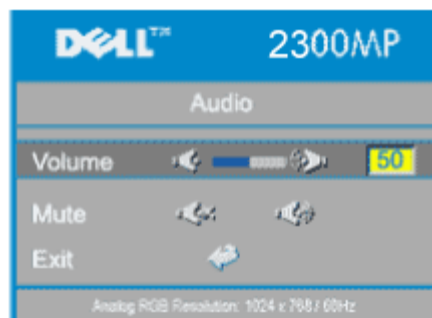 DELL™ 2300MP
Audio
Volume 50
Mute
Exit
Analog RGB Resolution: 1024 x 768 / 60Hz